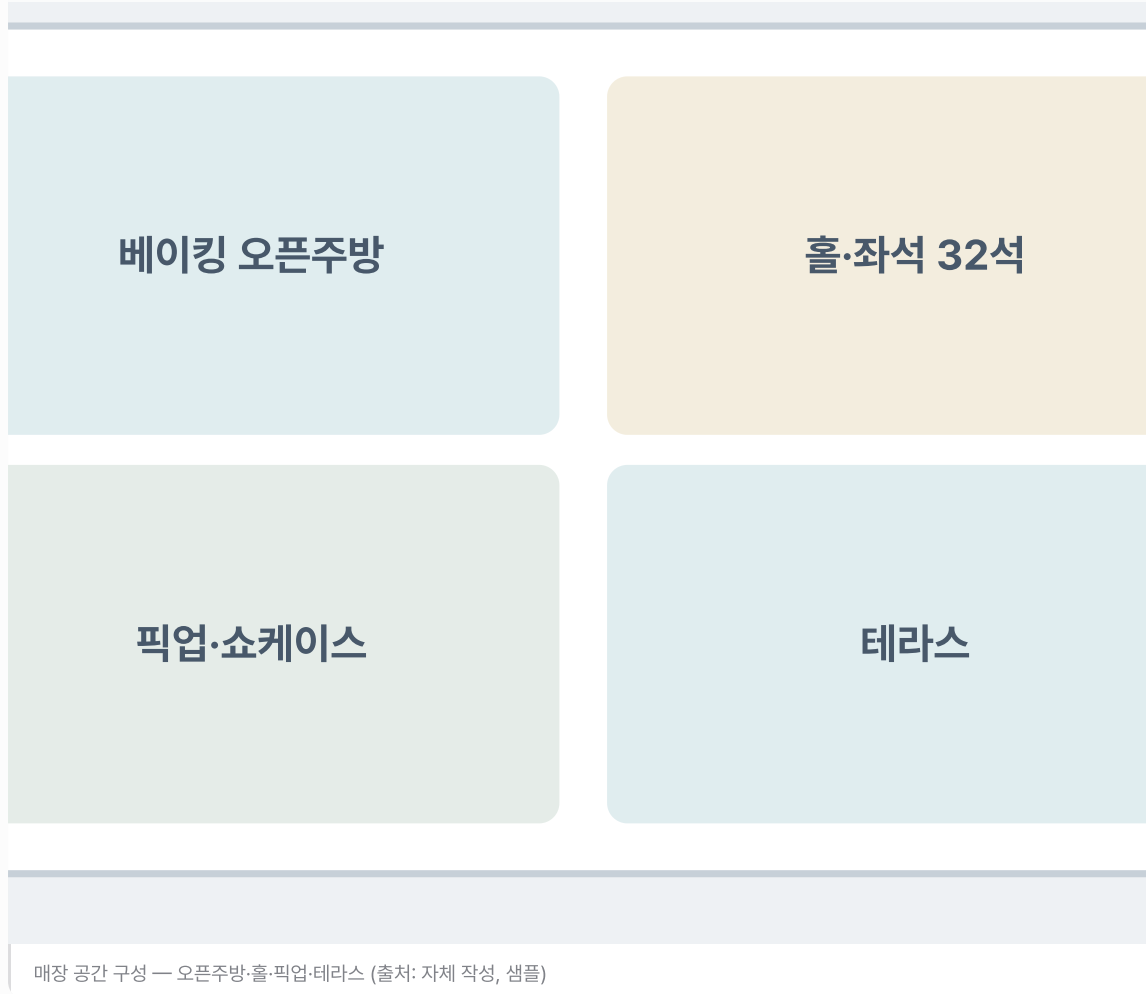 베이킹 오픈주방
홀·좌석 32석
픽업·쇼케이스
테라스
매장 공간 구성 — 오픈주방·홀·픽업·테라스 (출처: 자체 작성, 샘플)